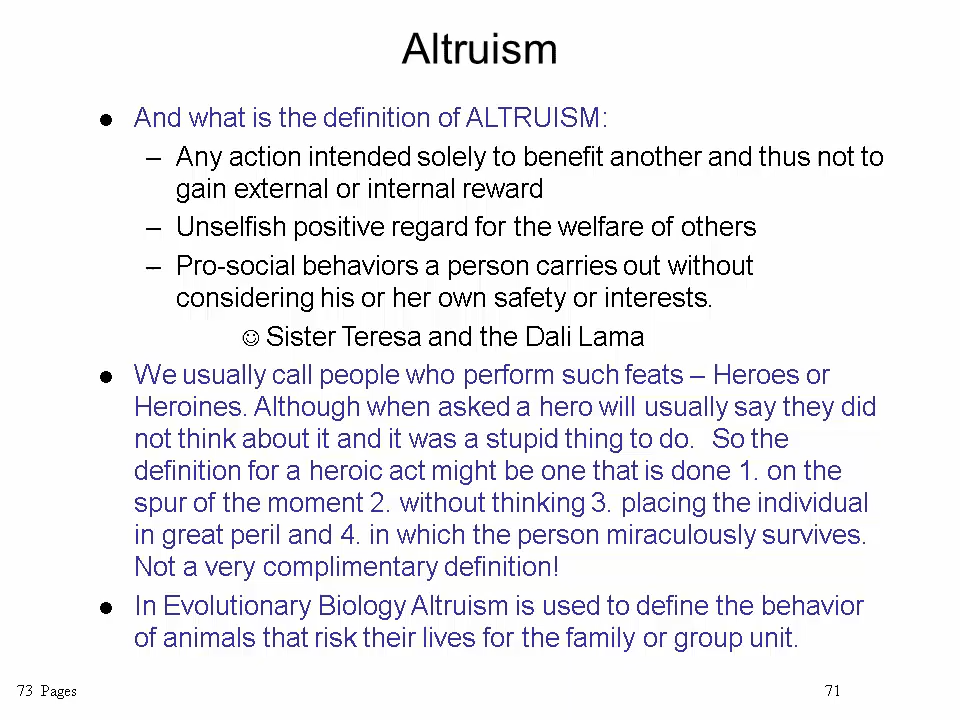 Altruism
● And what is the definition of ALTRUISM:
– Any action intended solely to benefit another and thus not to
gain external or internal reward
– Unselfish positive regard for the welfare of others
– Pro-social behaviors a person carries out without
considering his or her own safety or interests.
☺ Sister Teresa and the Dali Lama
● We usually call people who perform such feats – Heroes or
Heroines. Although when asked a hero will usually say they did
not think about it and it was a stupid thing to do.  So the
definition for a heroic act might be one that is done 1. on the
spur of the moment 2. without thinking 3. placing the individual
in great peril and 4. in which the person miraculously survives.
Not a very complimentary definition!
● In Evolutionary Biology Altruism is used to define the behavior
of animals that risk their lives for the family or group unit.
73 Pages
71